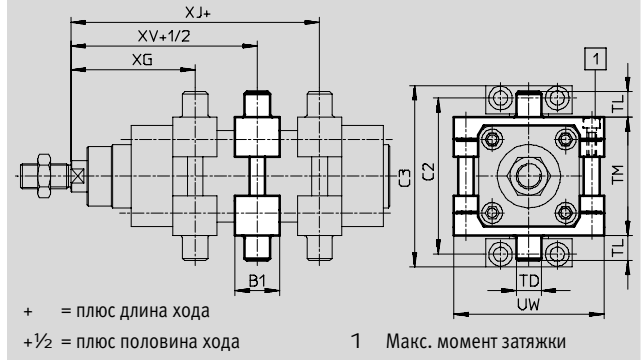 XJ+
XV+1/2
XG
1
TL
C3
C2
TM
TL
B1
TD
UW
+ = плюс длина хода
+½ = плюс половина хода
1 Макс. момент затяжки